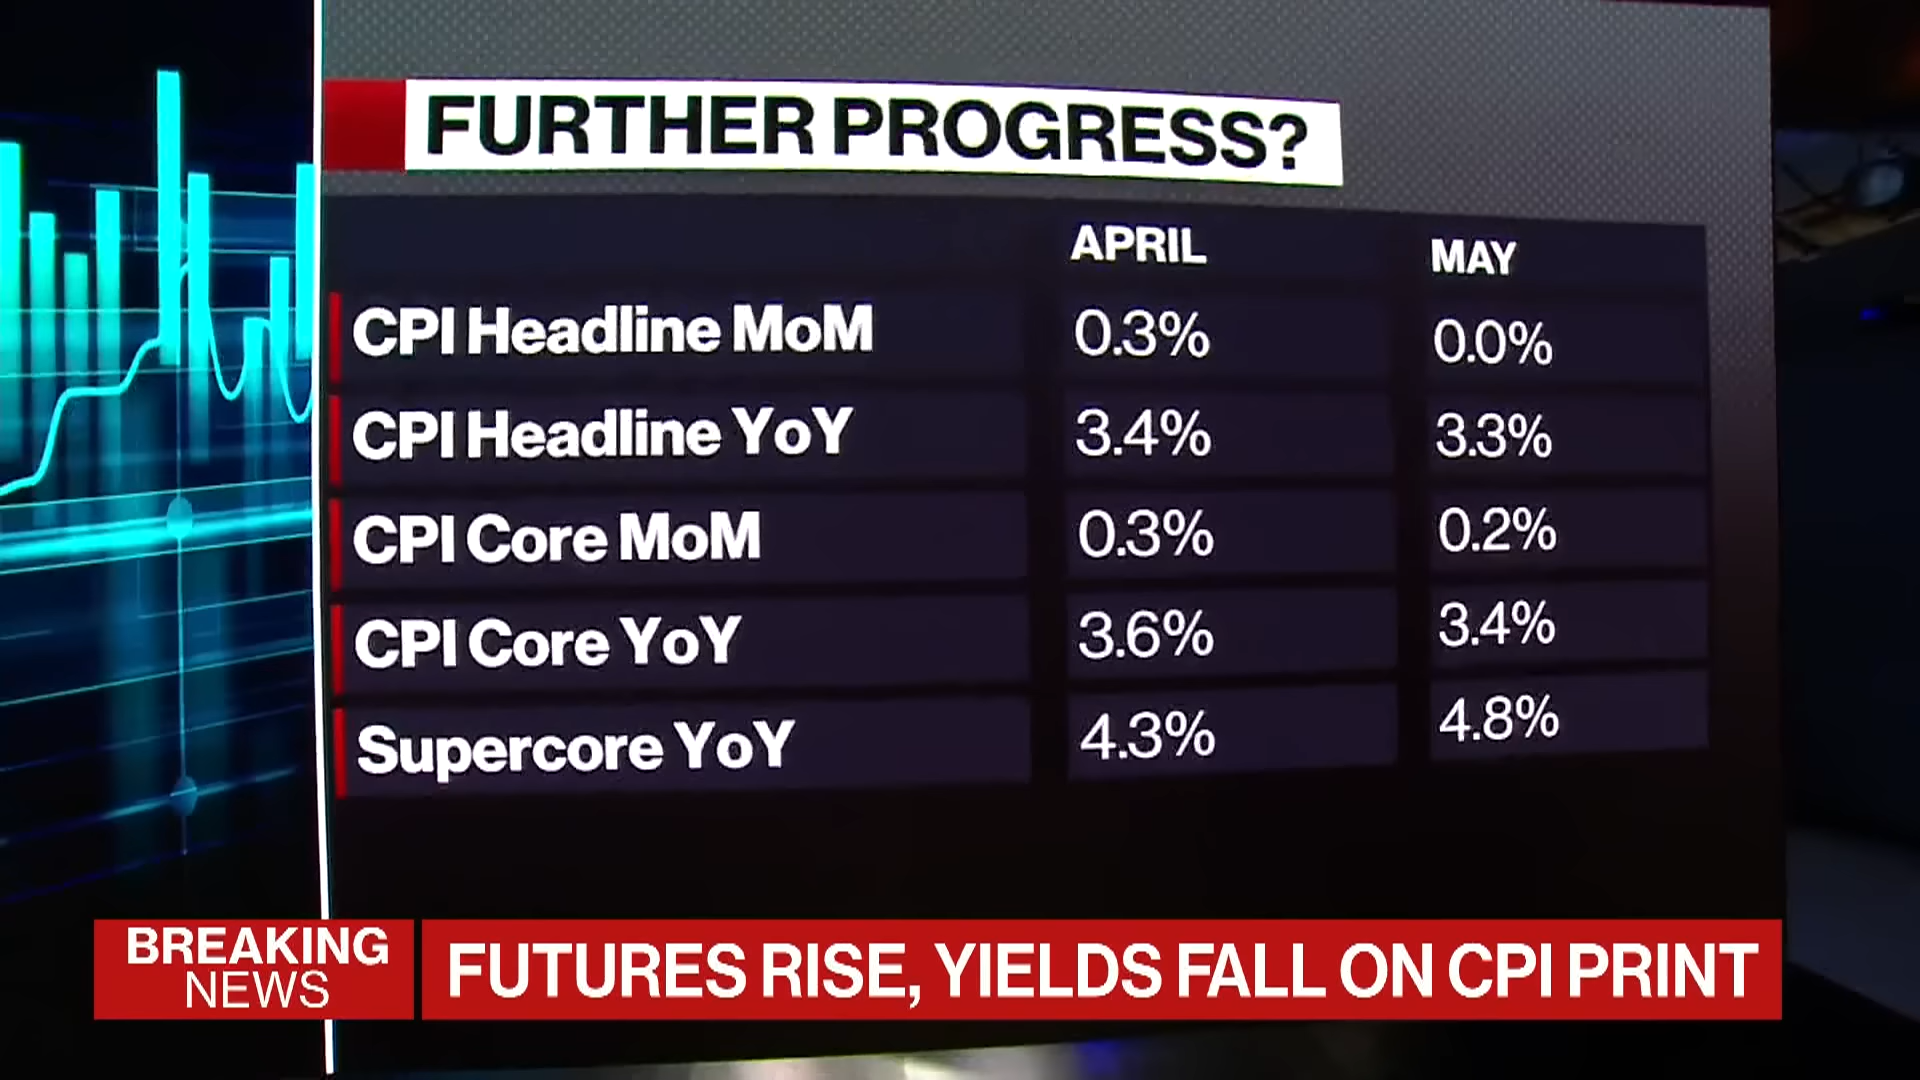 FURTHER PROGRESS?
APRIL MAY
CPI Headline MoM 0.3% 0.0%
CPI Headline YoY 3.4% 3.3%
CPI Core MoM 0.3% 0.2%
CPI Core YoY 3.6% 3.4%
Supercore YoY 4.3% 4.8%
BREAKING
NEWS
FUTURES RISE, YIELDS FALL ON CPI PRINT